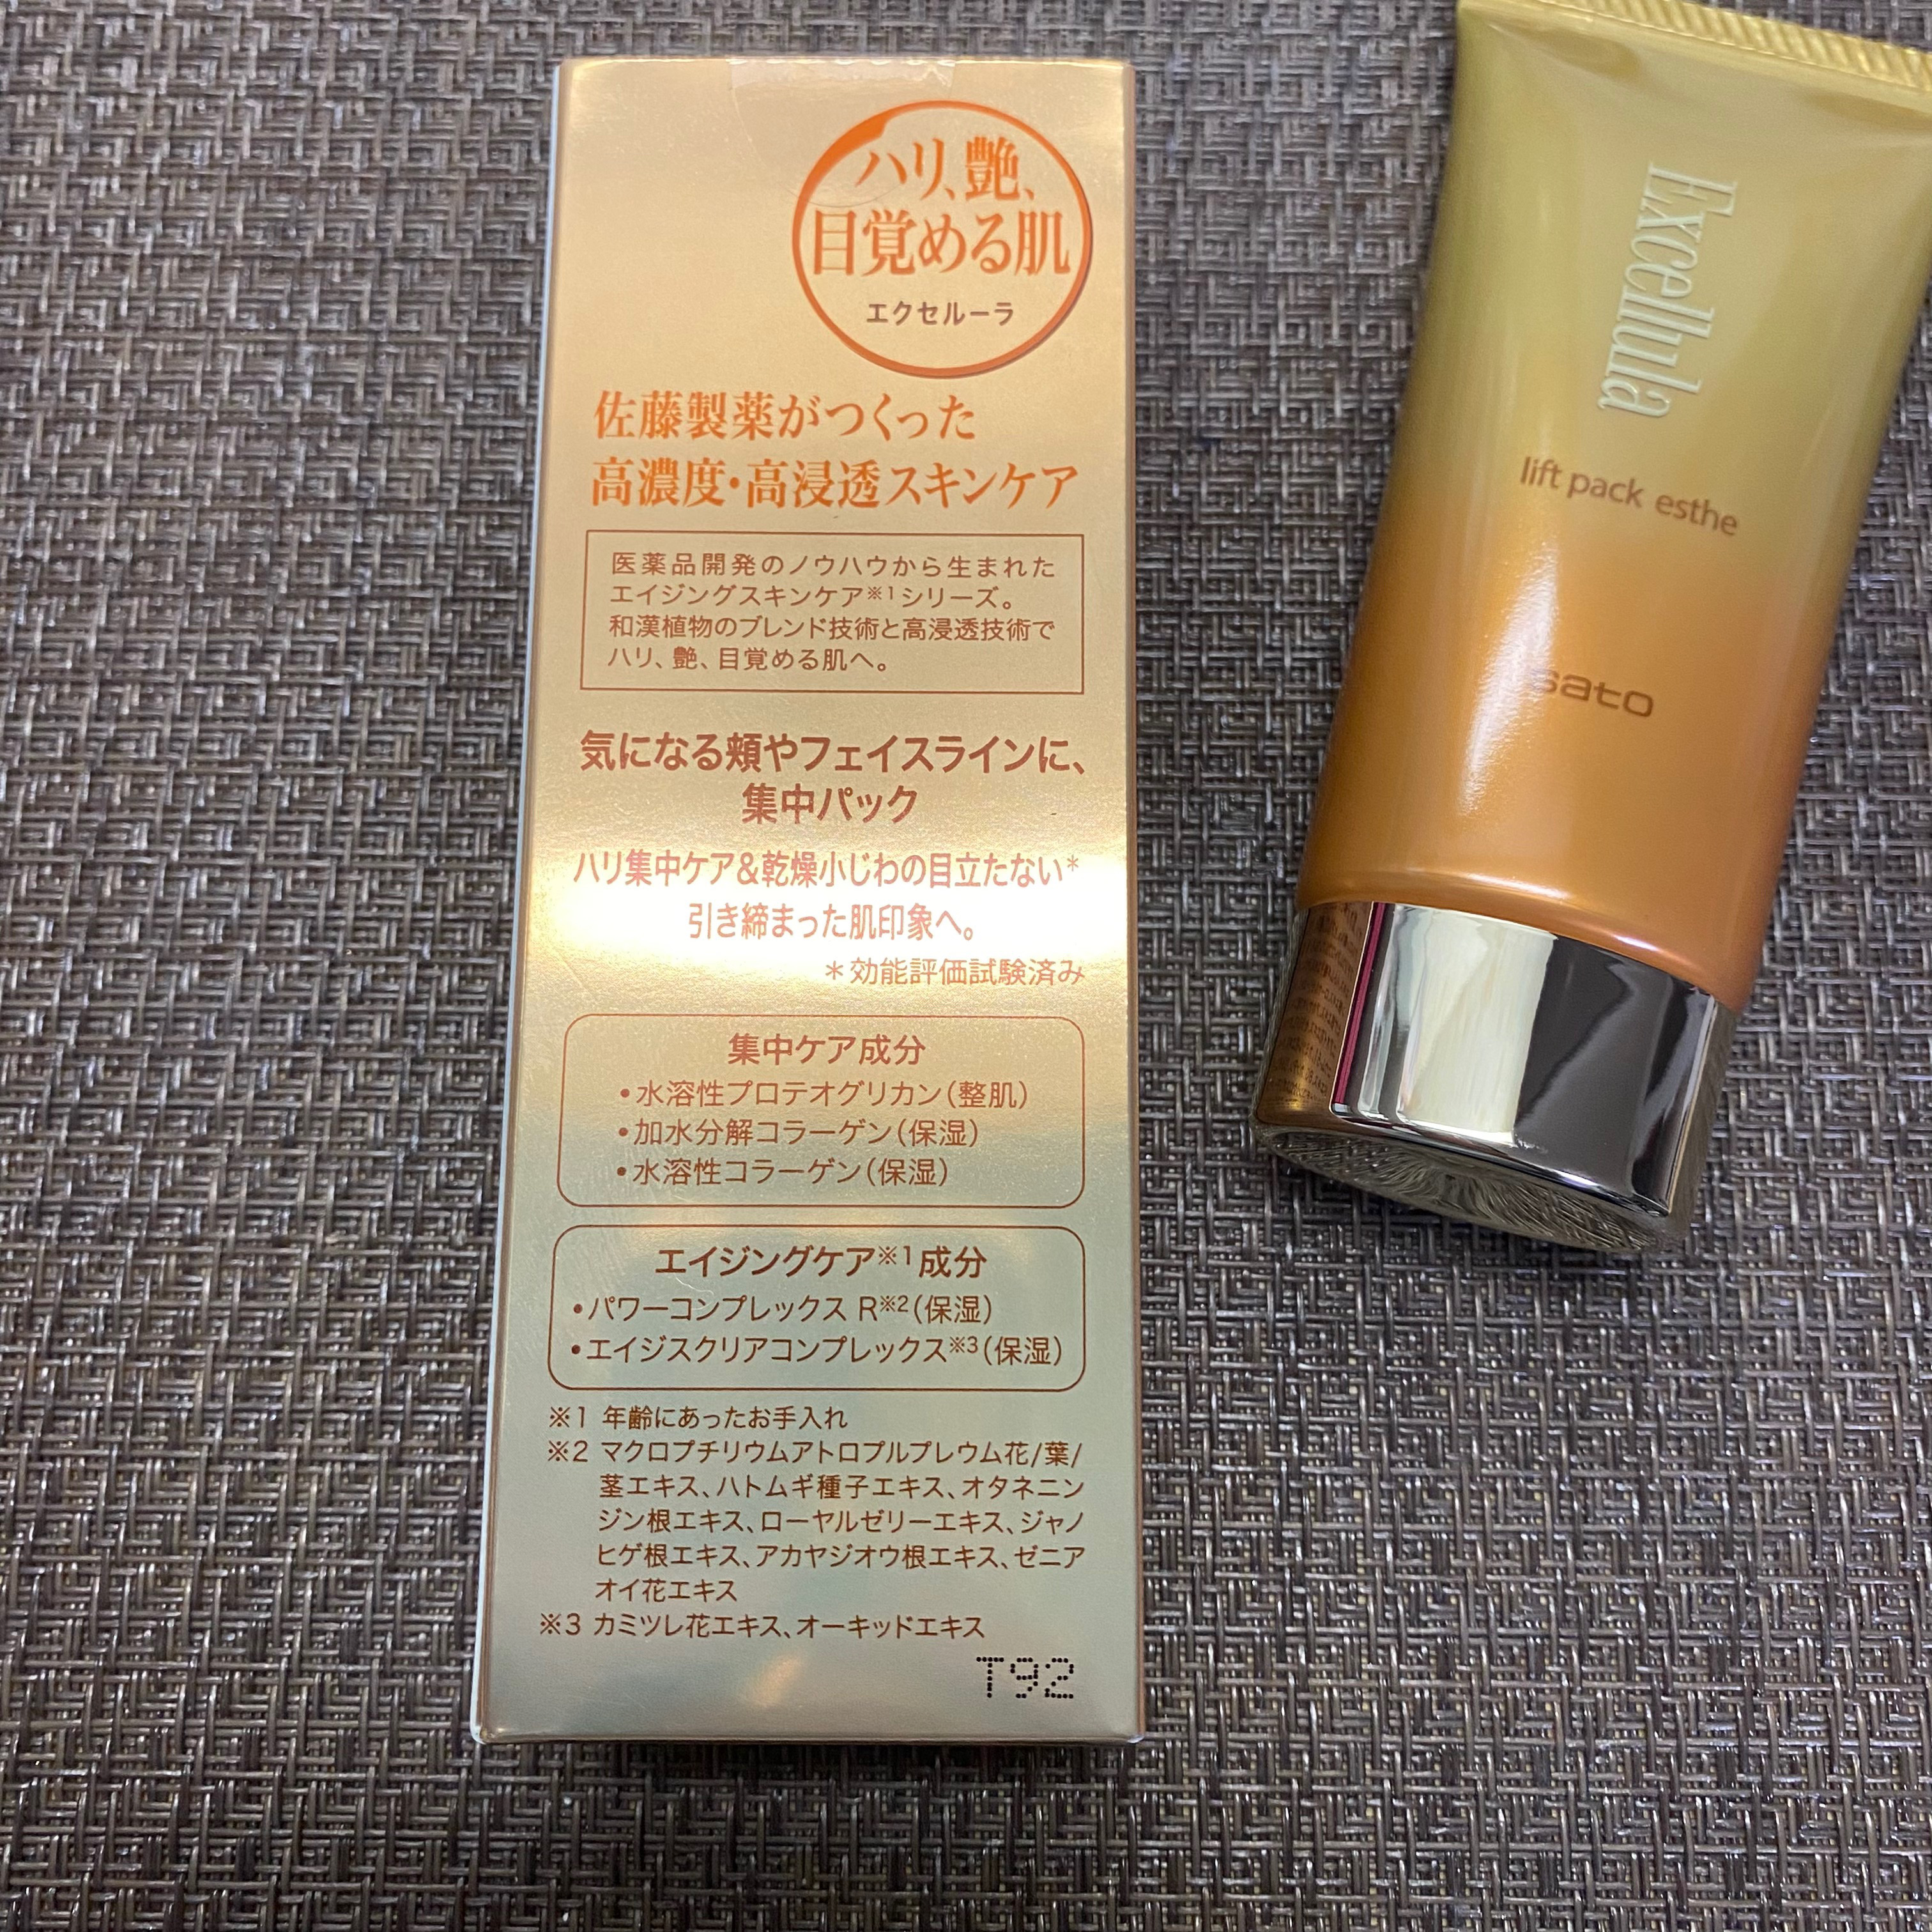 ハリ、艶、
目覚める肌
エクセルーラ
佐藤製薬がつくった
高濃度・高浸透スキンケア
医薬品開発のノウハウから生まれた
エイジングスキンケア※1シリーズ。
和漢植物のブレンド技術と高浸透技術で
ハリ、艶、目覚める肌へ。
気になる頬やフェイスラインに、
集中パック
ハリ集中ケア&乾燥小じわの目立たない*
引き締まった肌印象へ。
*効能評価試験済み
集中ケア成分
•水溶性プロテオグリカン(整肌)
•加水分解コラーゲン(保湿)
•水溶性コラーゲン(保湿)
エイジングケア※1成分
•パワーコンプレックス R※2(保湿)
•エイジスクリアコンプレックス※3(保湿)
※1 年齢にあったお手入れ
※2 マクロプチリウムアトロプルプレウム花/葉/
茎エキス、ハトムギ種子エキス、オタネニン
ジン根エキス、ローヤルゼリーエキス、ジャノ
ヒゲ根エキス、アカヤジオウ根エキス、ゼニア
オイ花エキス
※3 カミツレ花エキス、オーキッドエキス
T92
Excellula
lift pack esthe
sato